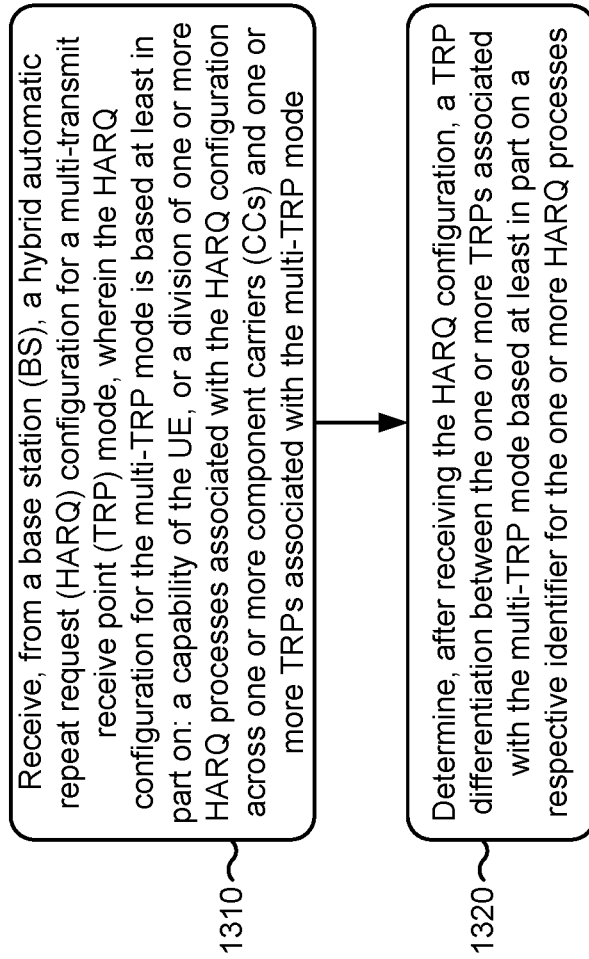 Receive, from a base station (BS), a hybrid automatic
repeat request (HARQ) configuration for a multi-transmit
receive point (TRP) mode, wherein the HARQ
configuration for the multi-TRP mode is based at least in
part on: a capability of the UE, or a division of one or more
HARQ processes associated with the HARQ configuration
across one or more component carriers (CCs) and one or
more TRPs associated with the multi-TRP mode
1310
Determine, after receiving the HARQ configuration, a TRP
differentiation between the one or more TRPs associated
with the multi-TRP mode based at least in part on a
respective identifier for the one or more HARQ processes
1320